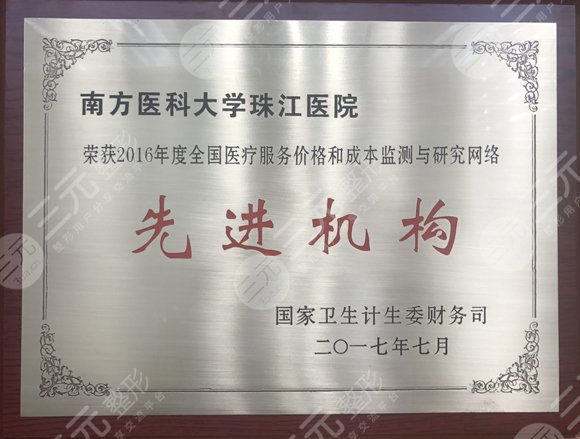 南方医科大学珠江医院
荣获2016年度全国医疗服务价格和成本监测与研究网络
先进机构
国家卫生计生委财务司
二〇一七年七月